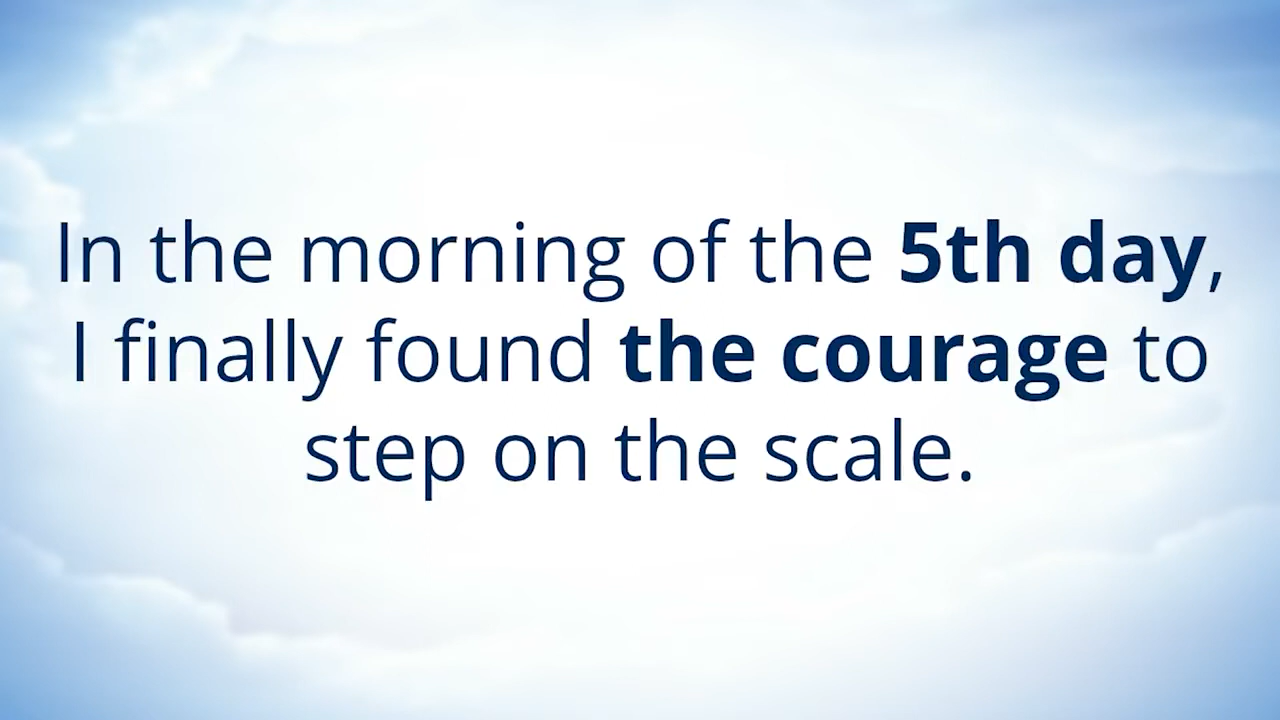 In the morning of the 5th day,
I finally found the courage to
step on the scale.